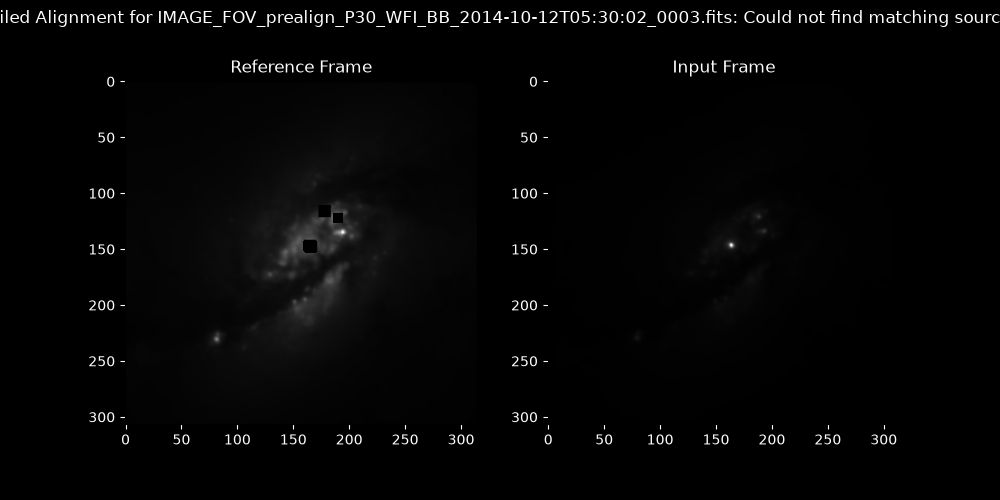 iled Alignment for IMAGE_FOV_prealign_P30_WFI_BB_2014-10-12T05:30:02_0003.fits: Could not find matching sourc
Reference Frame
Input Frame
0
50
100
150
200
250
300
0 50 100 150 200 250 300
0
50
100
150
200
250
300
0 50 100 150 200 250 300